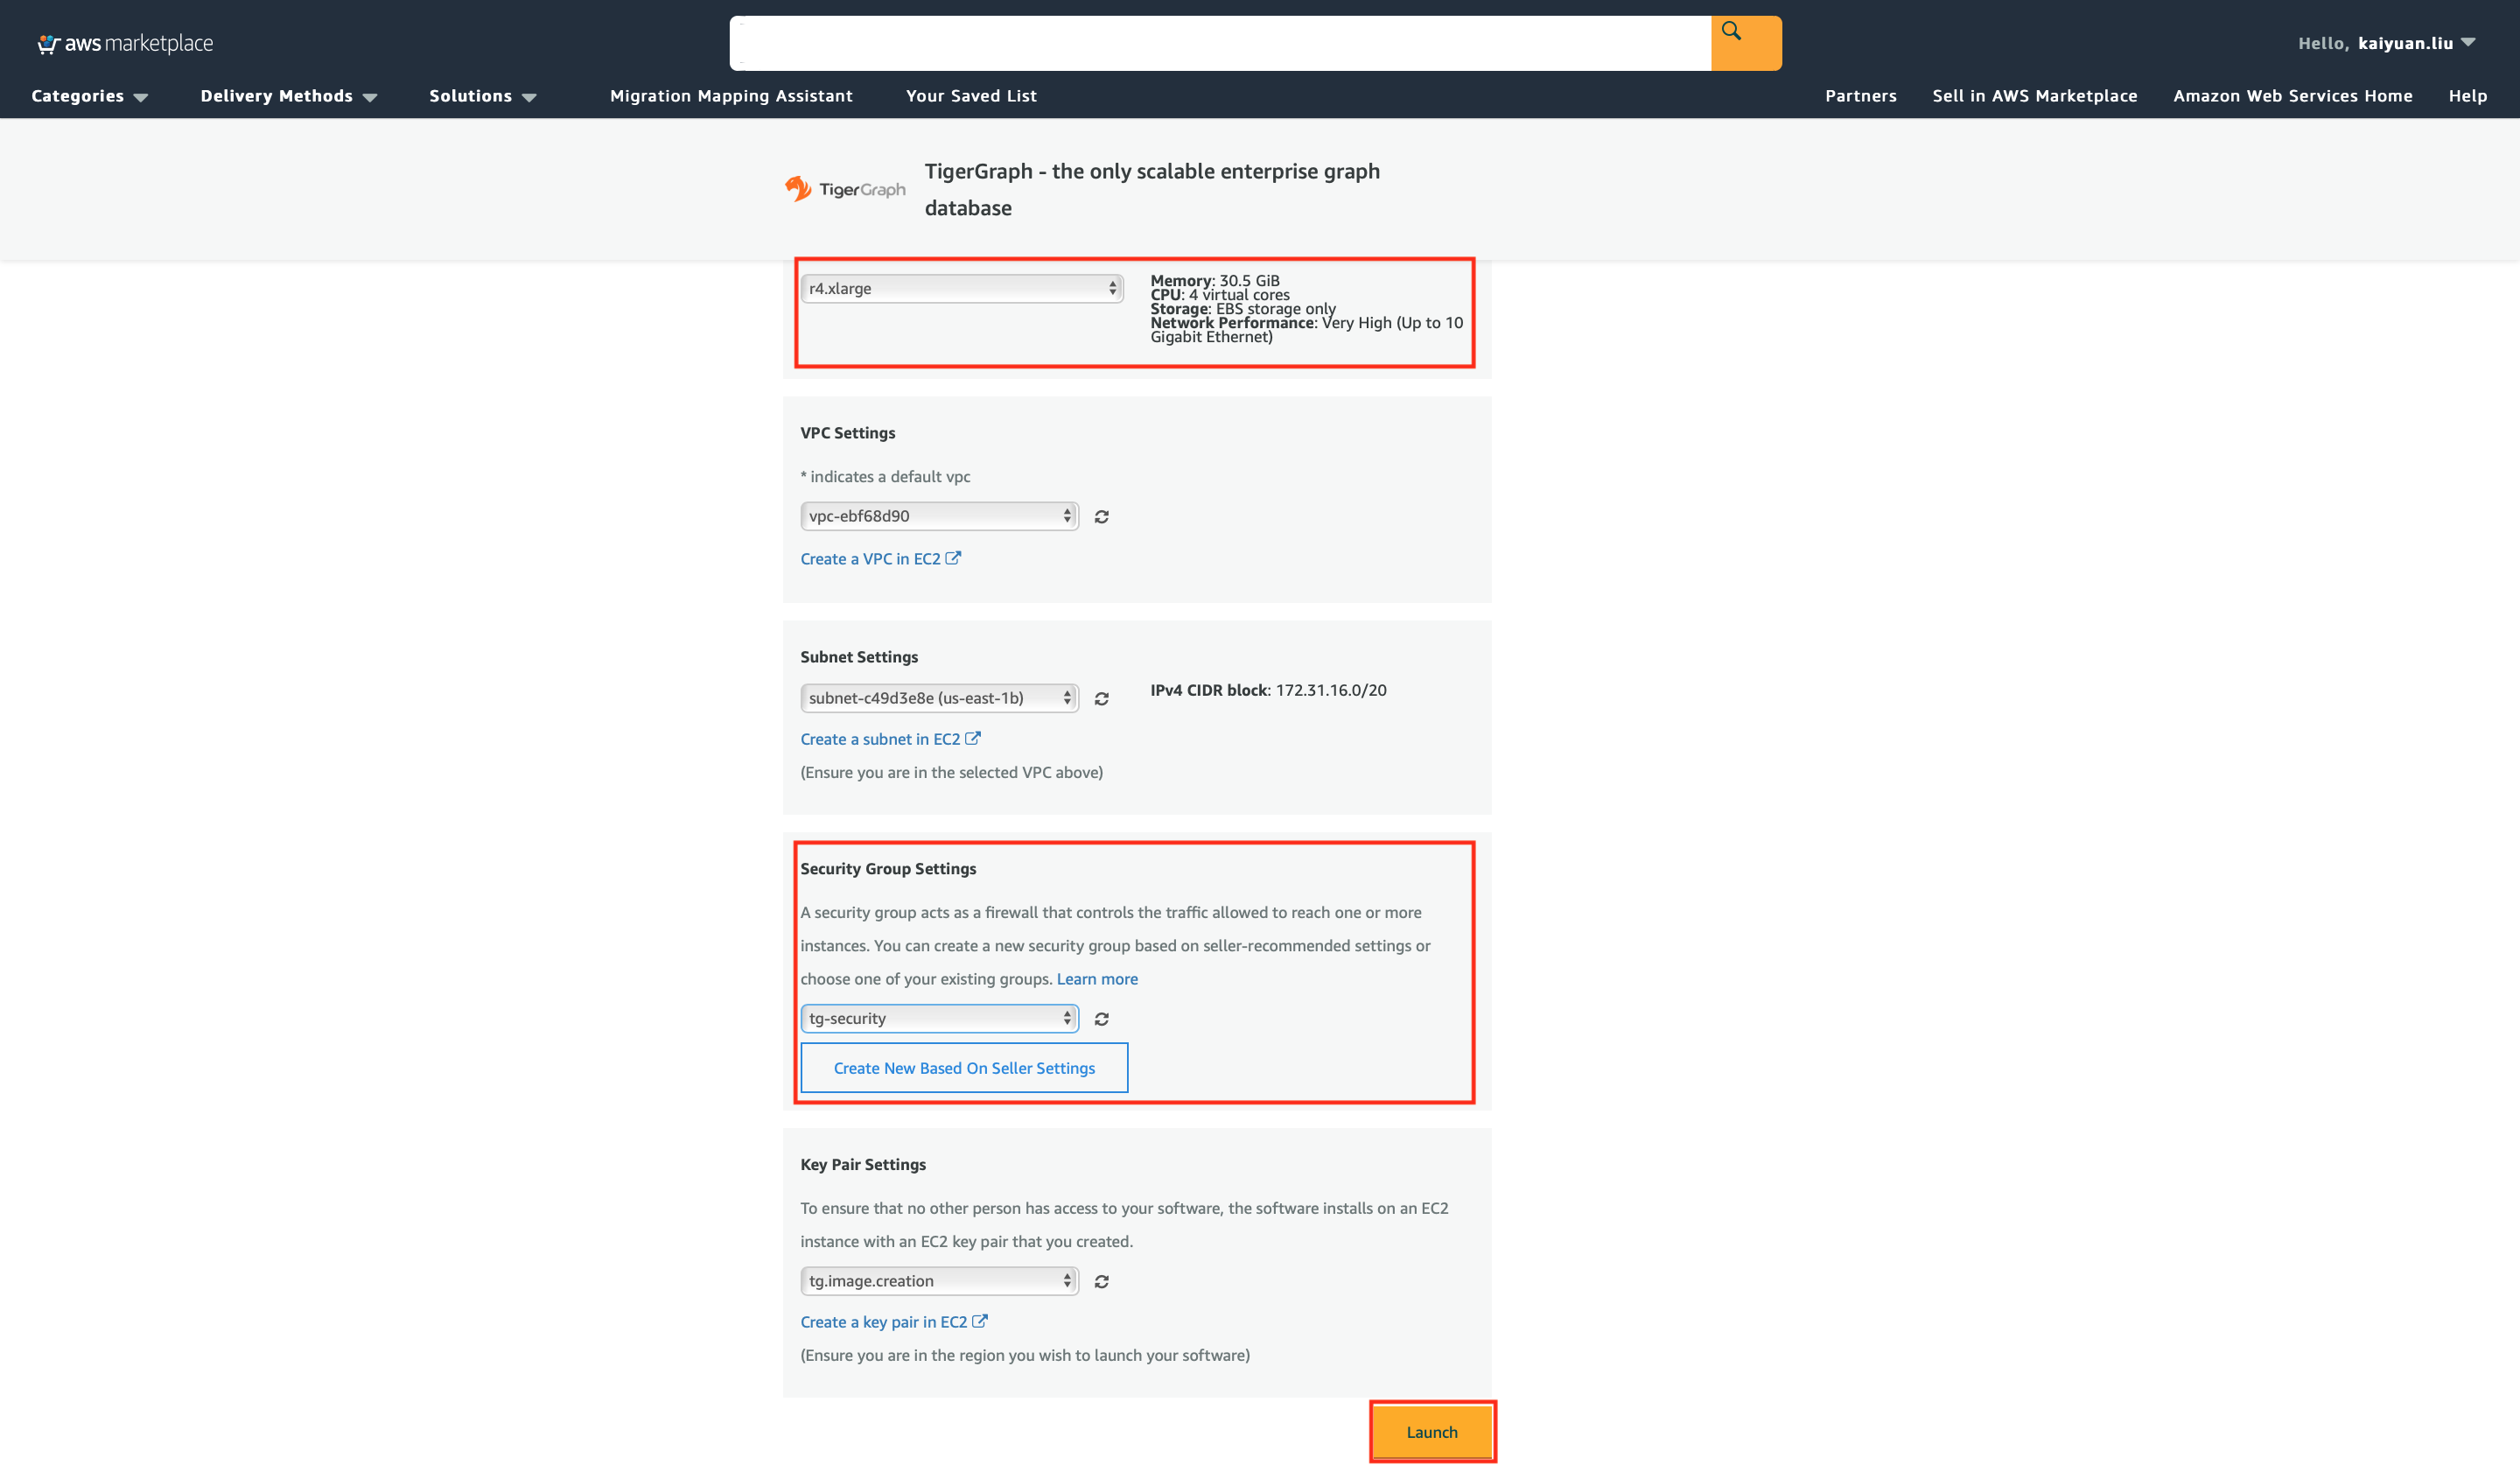 aws marketplace
Hello, kaiyuan.liu
Categories
Delivery Methods
Solutions
Migration Mapping Assistant
Your Saved List
Partners
Sell in AWS Marketplace
Amazon Web Services Home
Help
TigerGraph
TigerGraph - the only scalable enterprise graph
database
r4.xlarge
Memory: 30.5 GiB
CPU: 4 virtual cores
Storage: EBS storage only
Network Performance: Very High (Up to 10
Gigabit Ethernet)
VPC Settings
* indicates a default vpc
vpc-ebf68d90
Create a VPC in EC2
Subnet Settings
subnet-c49d3e8e (us-east-1b)
IPv4 CIDR block: 172.31.16.0/20
Create a subnet in EC2
(Ensure you are in the selected VPC above)
Security Group Settings
A security group acts as a firewall that controls the traffic allowed to reach one or more
instances. You can create a new security group based on seller-recommended settings or
choose one of your existing groups. Learn more
tg-security
Create New Based On Seller Settings
Key Pair Settings
To ensure that no other person has access to your software, the software installs on an EC2
instance with an EC2 key pair that you created.
tg.image.creation
Create a key pair in EC2
(Ensure you are in the region you wish to launch your software)
Launch